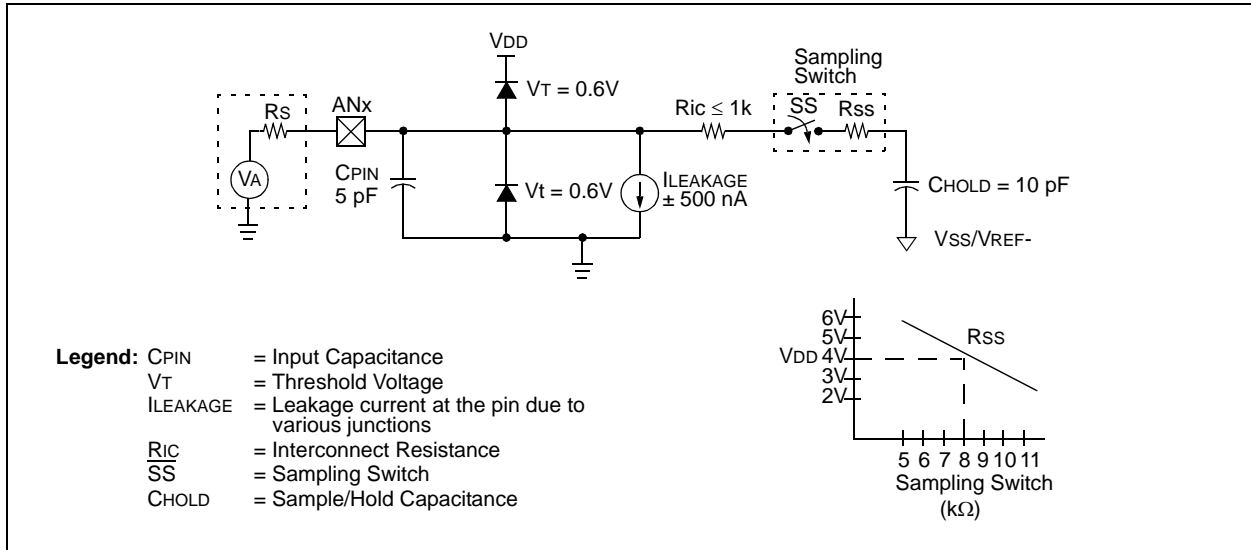 VDD
VT = 0.6V
Sampling
Switch
RS
ANx
Ric ≤ 1k
SS
Rss
VA
CPIN
5 pF
Vt = 0.6V
ILEAKAGE
± 500 nA
CHOLD = 10 pF
VSS/VREF-
Legend: CPIN = Input Capacitance
VT = Threshold Voltage
ILEAKAGE = Leakage current at the pin due to
various junctions
RIC = Interconnect Resistance
SS = Sampling Switch
CHOLD = Sample/Hold Capacitance
6V
5V
VDD 4V
3V
2V
RSS
5 6 7 8 9 10 11
Sampling Switch
(kΩ)